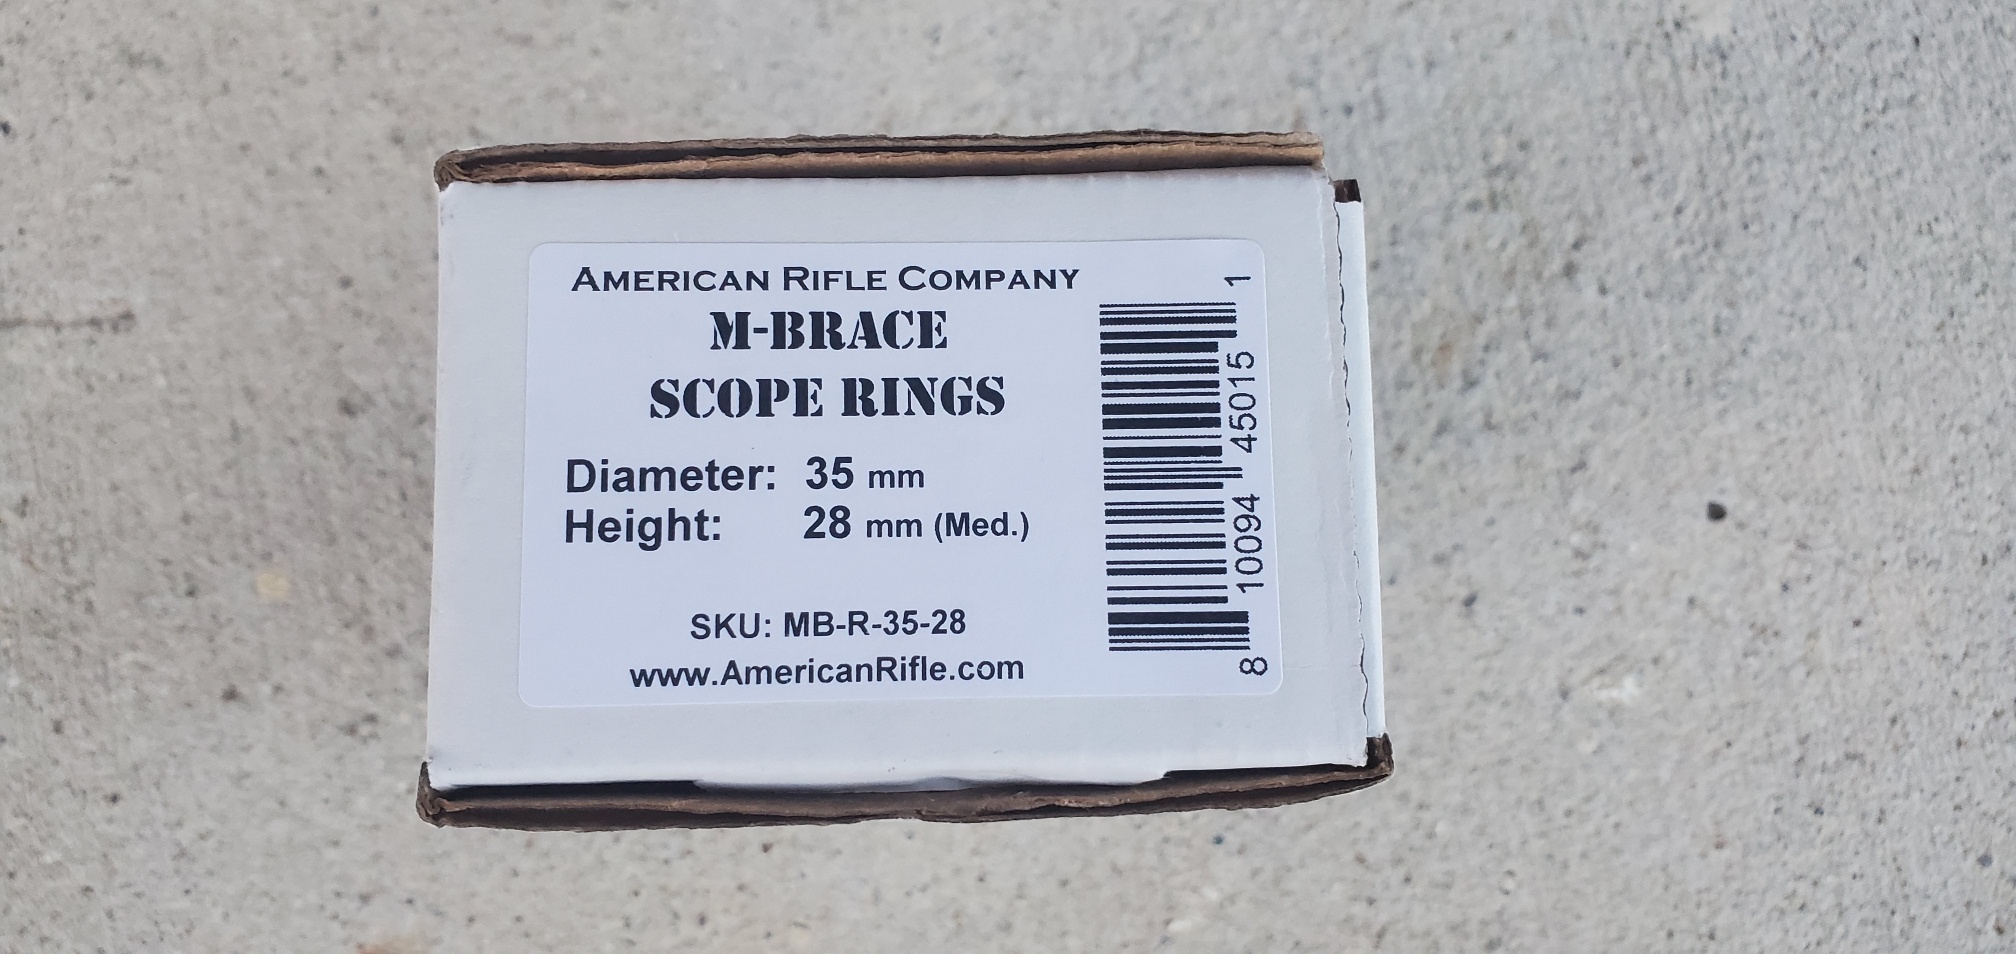 AMERICAN RIFLE COMPANY
M-BRACE
SCOPE RINGS
Diameter: 35 mm
Height: 28 mm (Med.)
SKU: MB-R-35-28
www.AmericanRifle.com
8 10094 45015 1